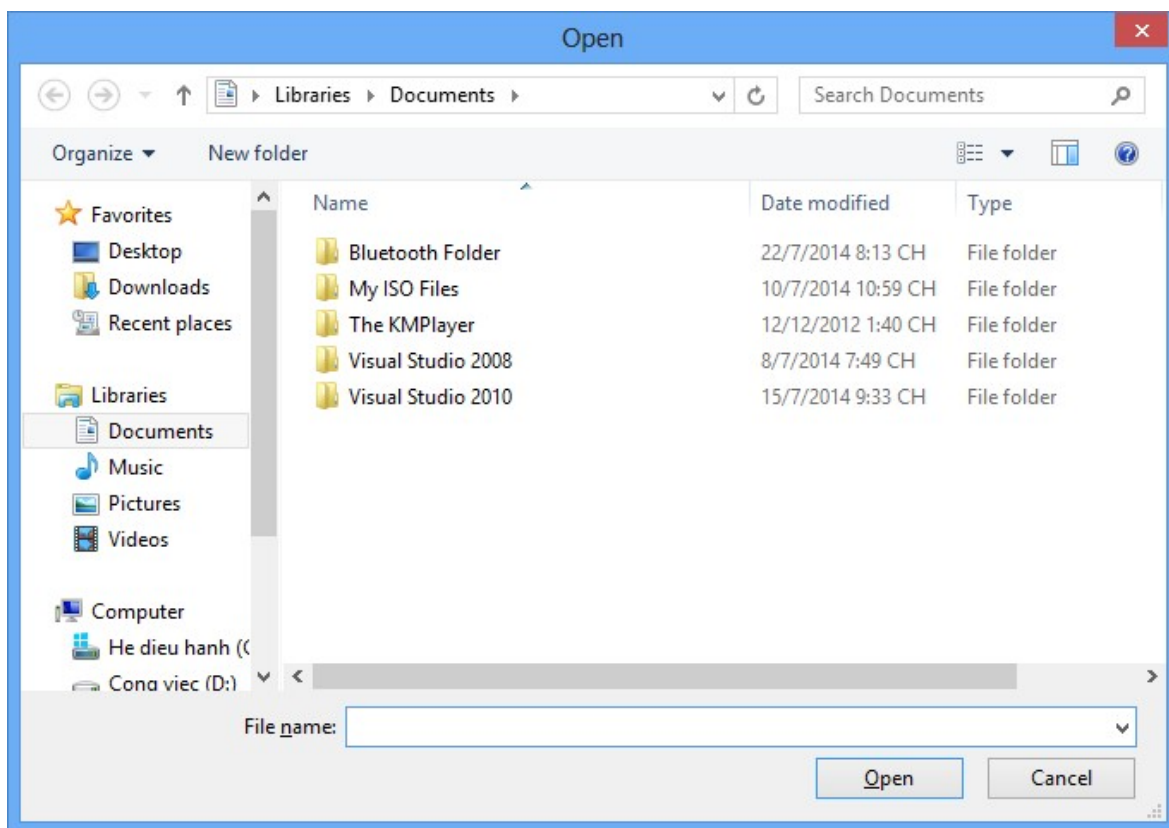 Open
Libraries Documents
Search Documents
Organize New folder
Favorites
Desktop
Downloads
Recent places
Libraries
Documents
Music
Pictures
Videos
Computer
He dieu hanh (
Cong viec (D:)
Name Date modified Type
Bluetooth Folder 22/7/2014 8:13 CH File folder
My ISO Files 10/7/2014 10:59 CH File folder
The KMPlayer 12/12/2012 1:40 CH File folder
Visual Studio 2008 8/7/2014 7:49 CH File folder
Visual Studio 2010 15/7/2014 9:33 CH File folder
File name:
Open Cancel